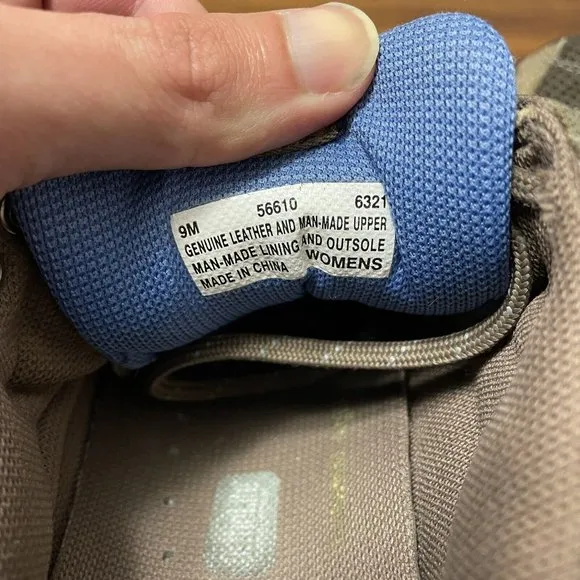 9M 56610 6321
GENUINE LEATHER AND MAN-MADE UPPER
MAN-MADE LINING AND OUTSOLE
MADE IN CHINA WOMENS